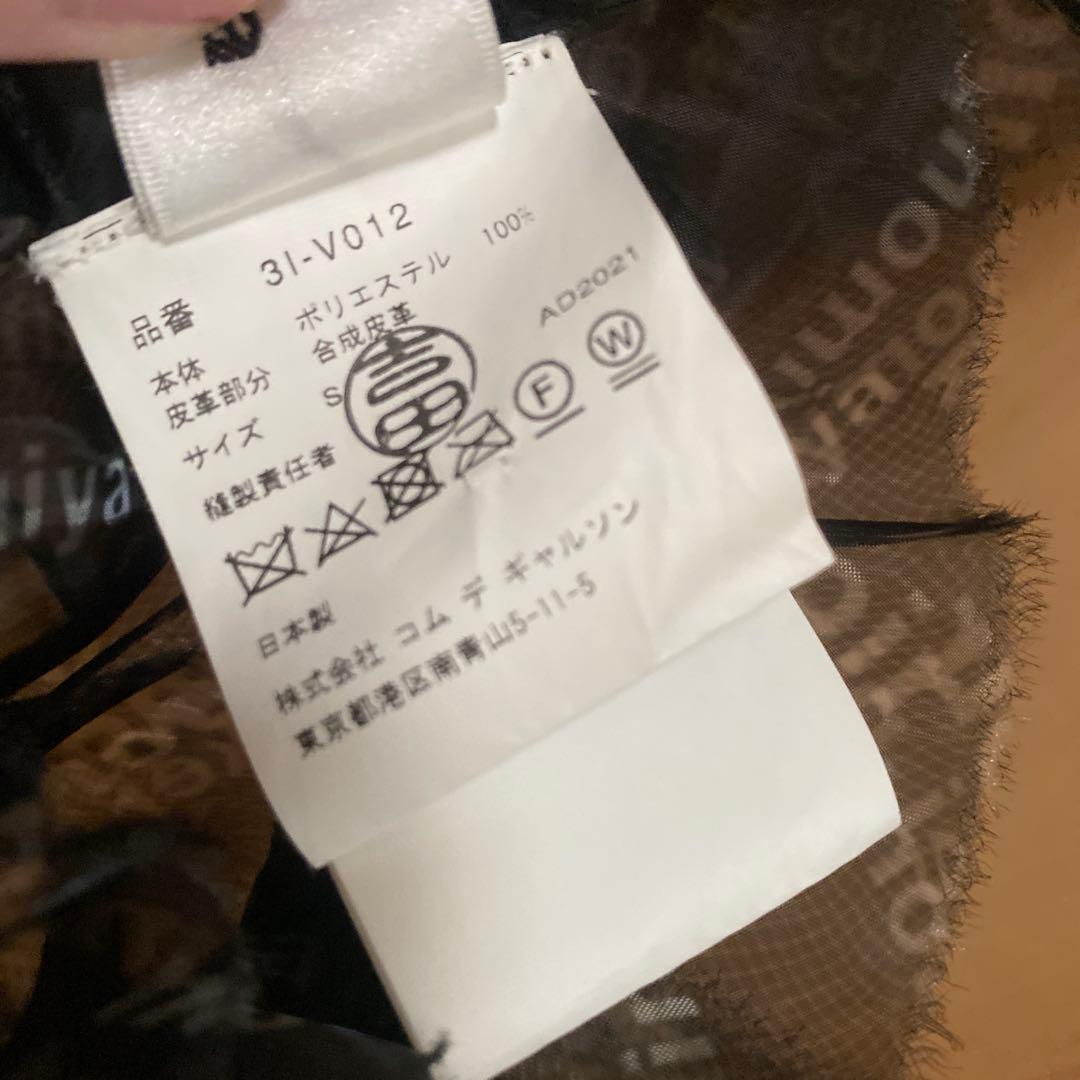 品番 3I-V012
本体 ポリエステル 100%
皮革部分 合成皮革
サイズ S
AD2021
縫製責任者 吉田
F
W
日本製
株式会社 コム デ ギャルソン
東京都港区南青山5-11-5